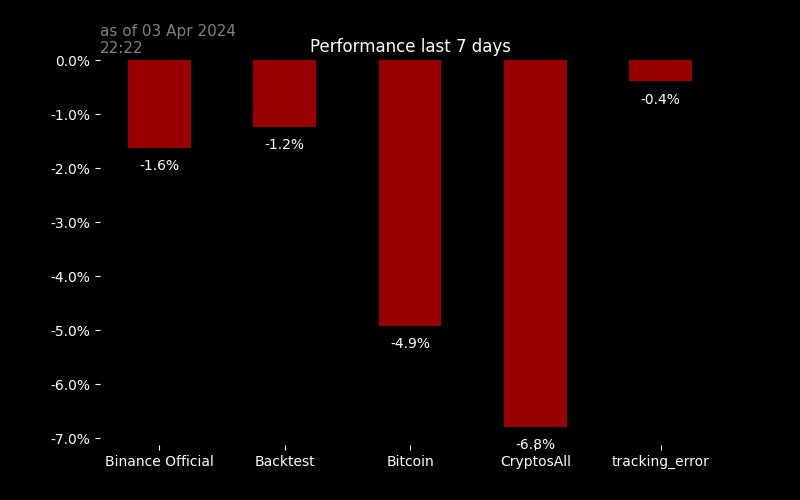 as of 03 Apr 2024
22:22
Performance last 7 days
0.0%
-1.0%
-2.0%
-3.0%
-4.0%
-5.0%
-6.0%
-7.0%
-1.6%
-1.2%
-4.9%
-6.8%
-0.4%
Binance Official
Backtest
Bitcoin
CryptosAll
tracking_error